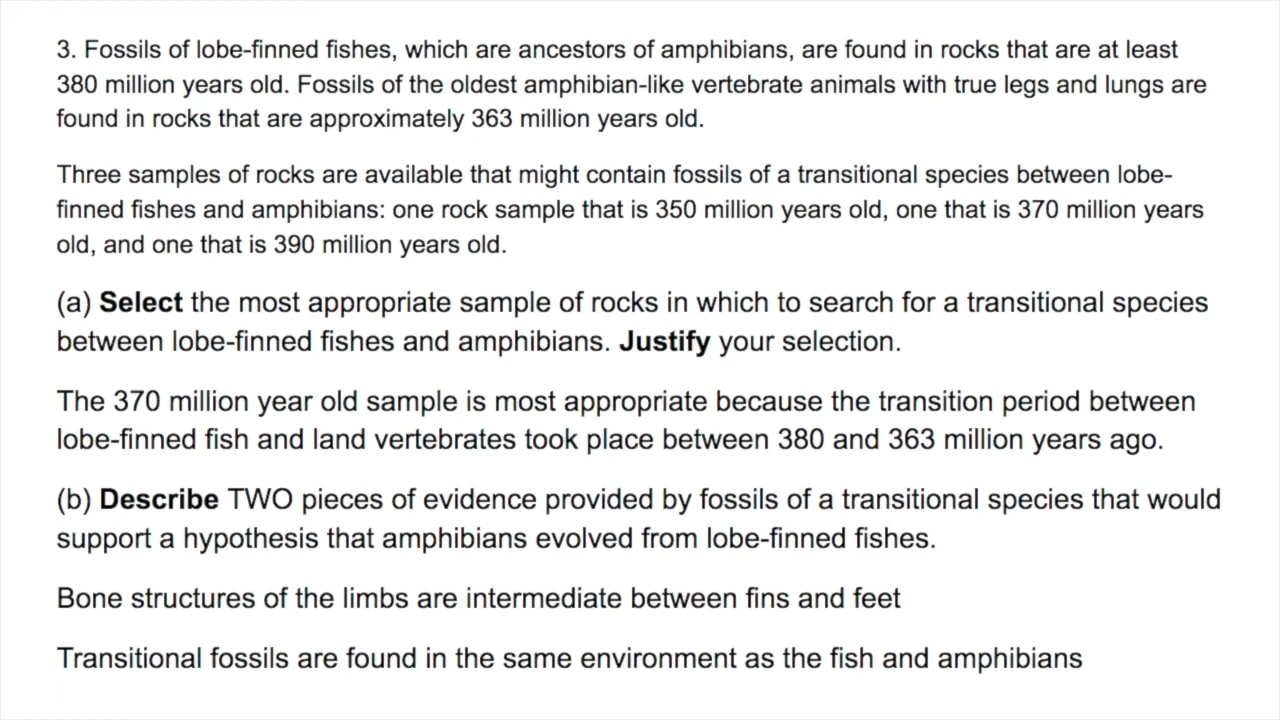 3. Fossils of lobe-finned fishes, which are ancestors of amphibians, are found in rocks that are at least
380 million years old. Fossils of the oldest amphibian-like vertebrate animals with true legs and lungs are
found in rocks that are approximately 363 million years old.
Three samples of rocks are available that might contain fossils of a transitional species between lobe-
finned fishes and amphibians: one rock sample that is 350 million years old, one that is 370 million years
old, and one that is 390 million years old.
(a) Select the most appropriate sample of rocks in which to search for a transitional species
between lobe-finned fishes and amphibians. Justify your selection.
The 370 million year old sample is most appropriate because the transition period between
lobe-finned fish and land vertebrates took place between 380 and 363 million years ago.
(b) Describe TWO pieces of evidence provided by fossils of a transitional species that would
support a hypothesis that amphibians evolved from lobe-finned fishes.
Bone structures of the limbs are intermediate between fins and feet
Transitional fossils are found in the same environment as the fish and amphibians